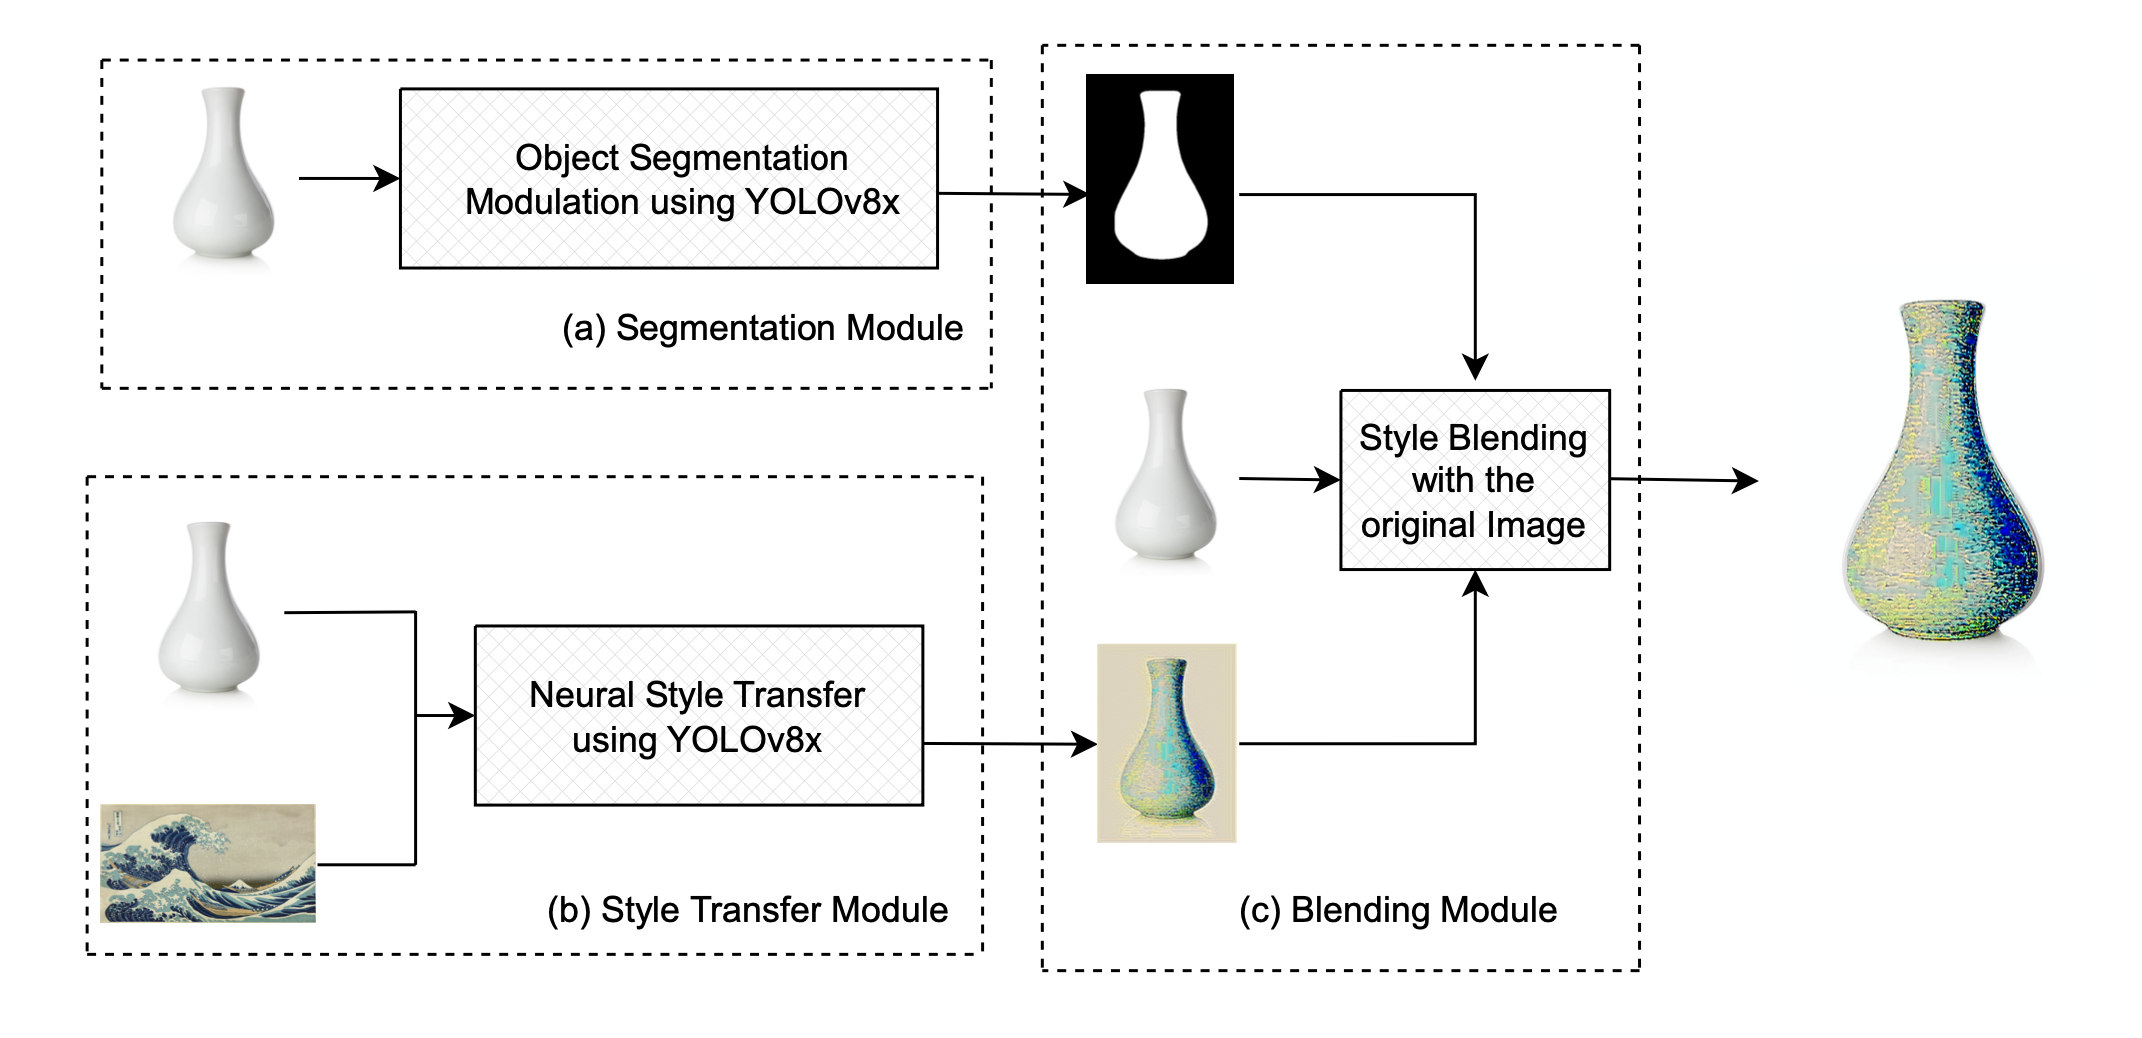 Object Segmentation
Modulation using YOLOv8x
(a) Segmentation Module
Style Blending
with the
original Image
Neural Style Transfer
using YOLOv8x
(b) Style Transfer Module
(c) Blending Module